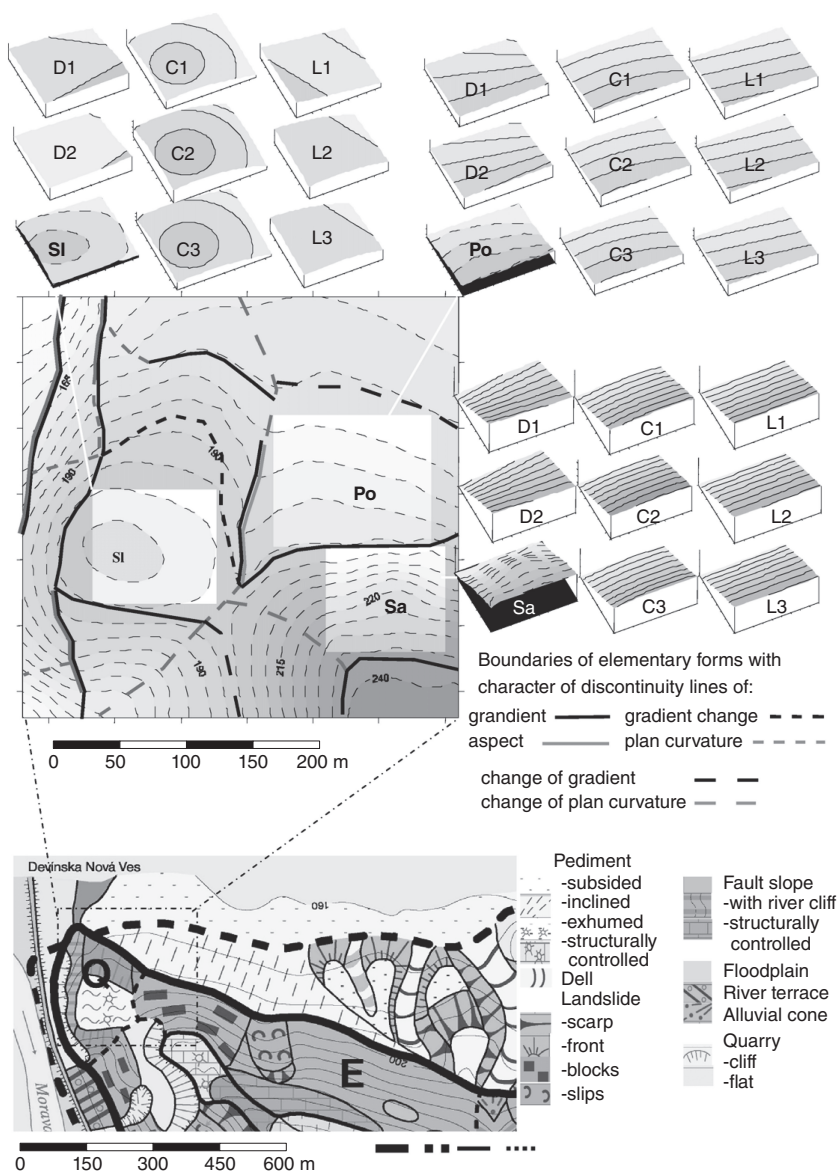 D1 C1 L1
D2 C2 L2
Sl C3 L3
D1 C1 L1
D2 C2 L2
Po C3 L3
165
190
190
Po
Sl
220
Sa
190
215
240
D1 C1 L1
D2 C2 L2
Sa C3 L3
Boundaries of elementary forms with
character of discontinuity lines of:
grandient gradient change
aspect plan curvature
change of gradient
change of plan curvature
0 50 100 150 200 m
Devínska Nová Ves
160
Q
E
200
Morava
0 150 300 450 600 m
Pediment
-subsided
-inclined
-exhumed
-structurally
controlled
Dell
Landslide
-scarp
-front
-blocks
-slips
Fault slope
-with river cliff
-structurally
controlled
Floodplain
River terrace
Alluvial cone
Quarry
-cliff
-flat